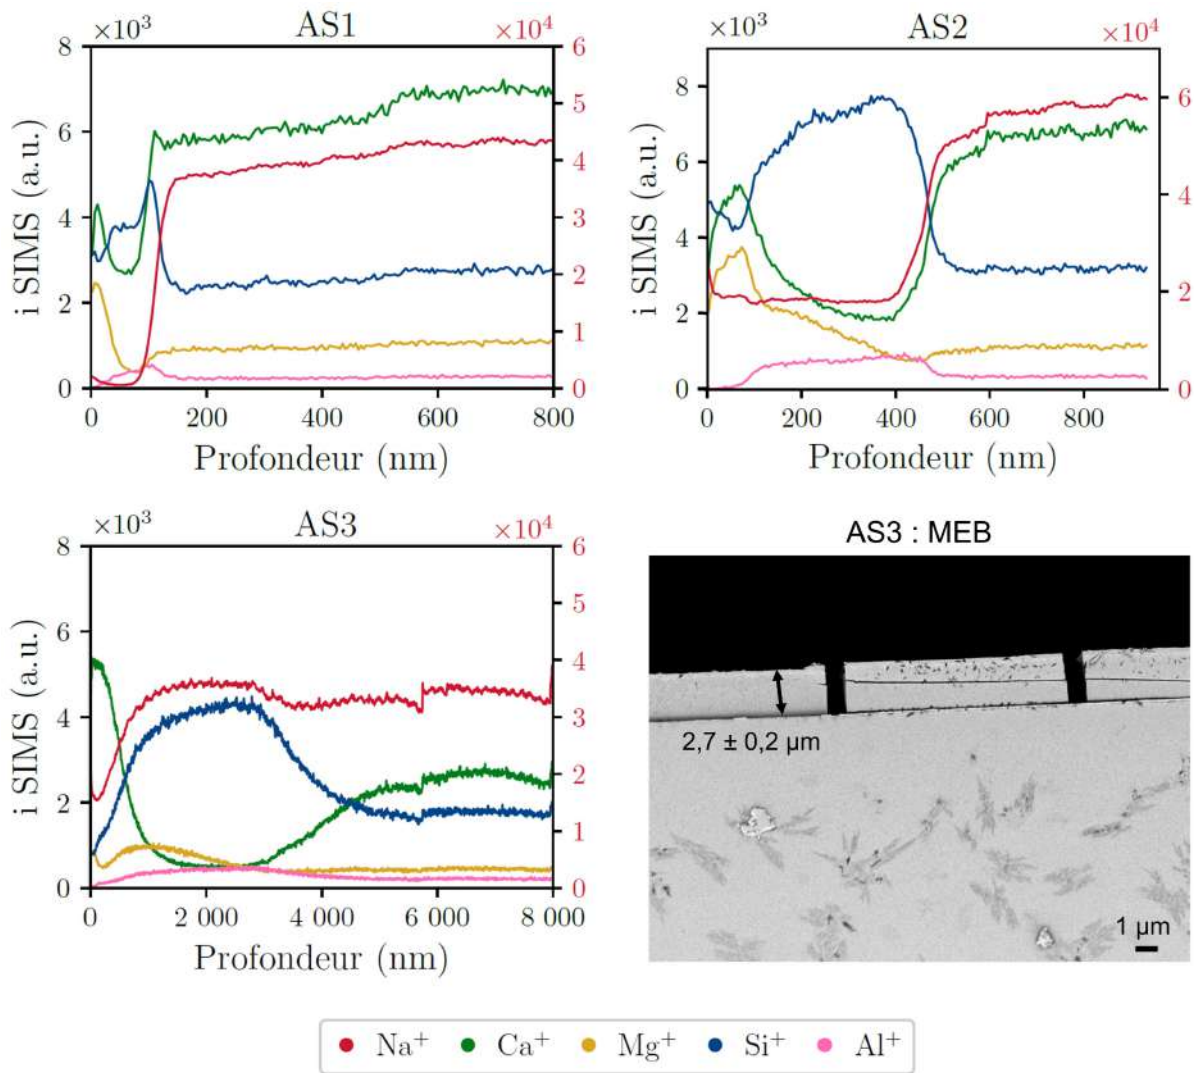 ×10³ AS1 ×10⁴
8
6
4
2
0
i SIMS (a.u.)
6
5
4
3
2
1
0
0 200 400 600 800
Profondeur (nm)
×10³ AS2 ×10⁴
8
6
4
2
0
i SIMS (a.u.)
6
4
2
0
0 200 400 600 800
Profondeur (nm)
×10³ AS3 ×10⁴
8
6
4
2
0
i SIMS (a.u.)
6
5
4
3
2
1
0
0 2 000 4 000 6 000 8 000
Profondeur (nm)
AS3 : MEB
2,7 ± 0,2 µm
1 µm
Na⁺ Ca⁺ Mg⁺ Si⁺ Al⁺